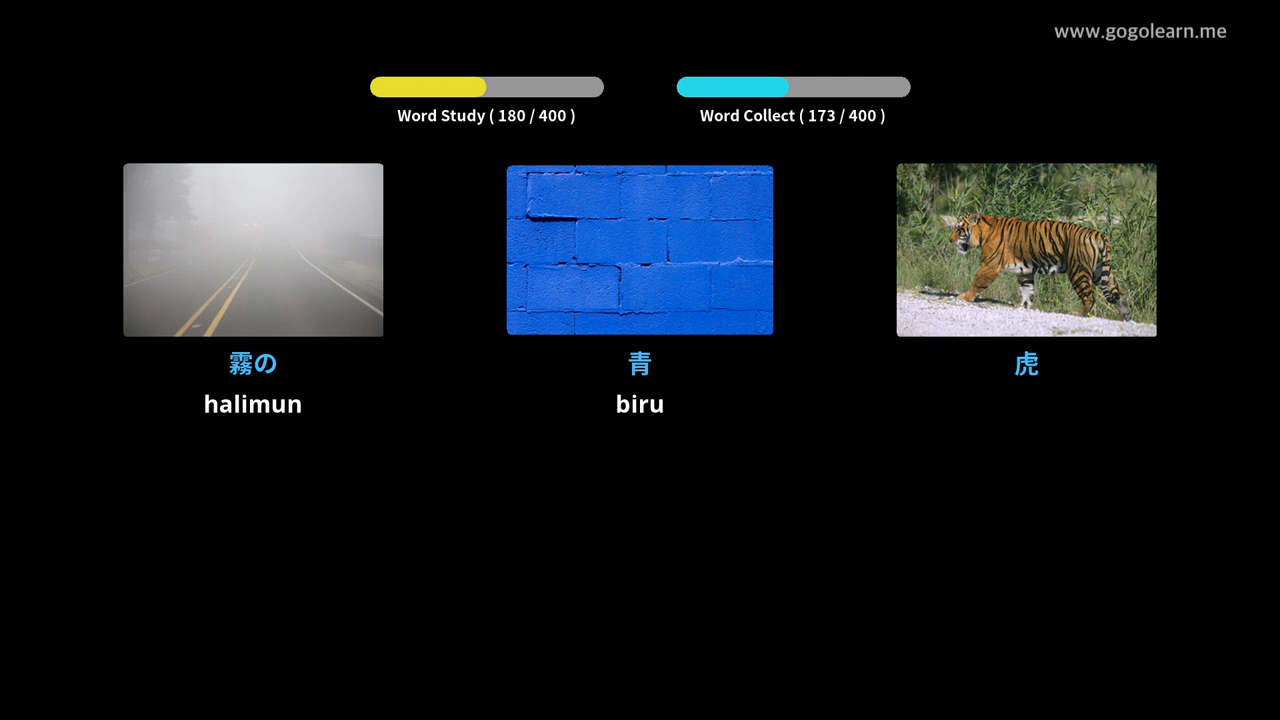 www.gogolearn.me
Word Study ( 180 / 400 )
Word Collect ( 173 / 400 )
霧の
青
虎
halimun
biru